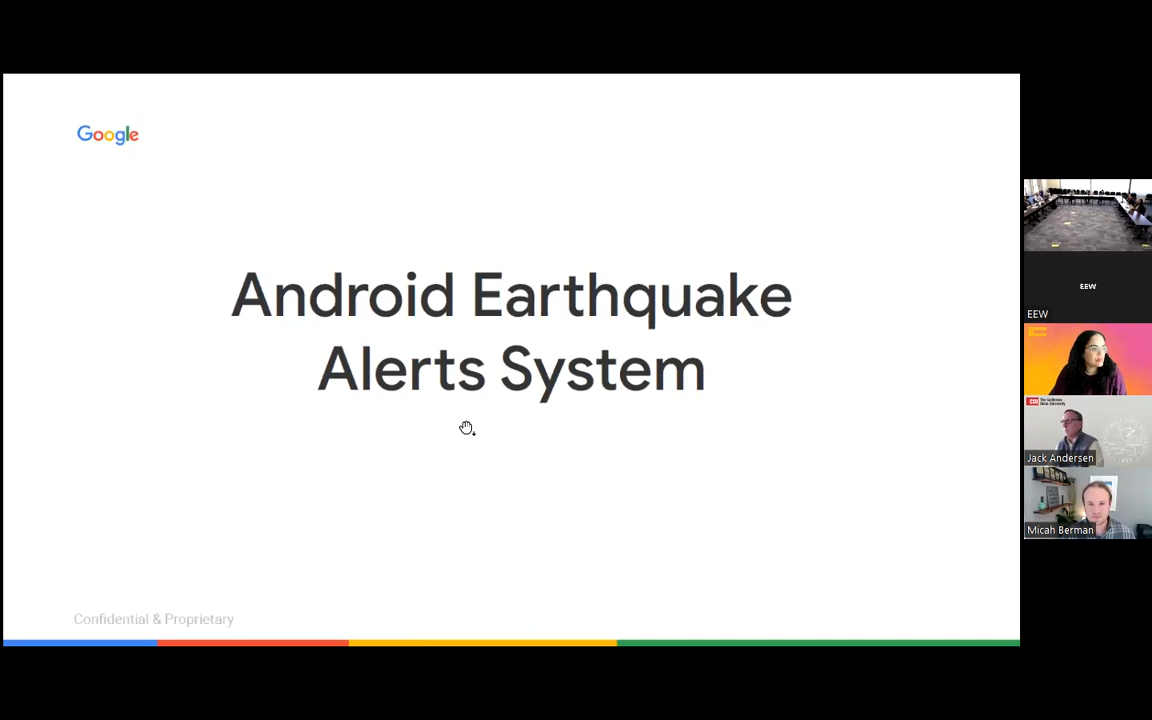 Google
Android Earthquake
Alerts System
Confidential & Proprietary
EEW
EEW
Jack Andersen
Micah Berman